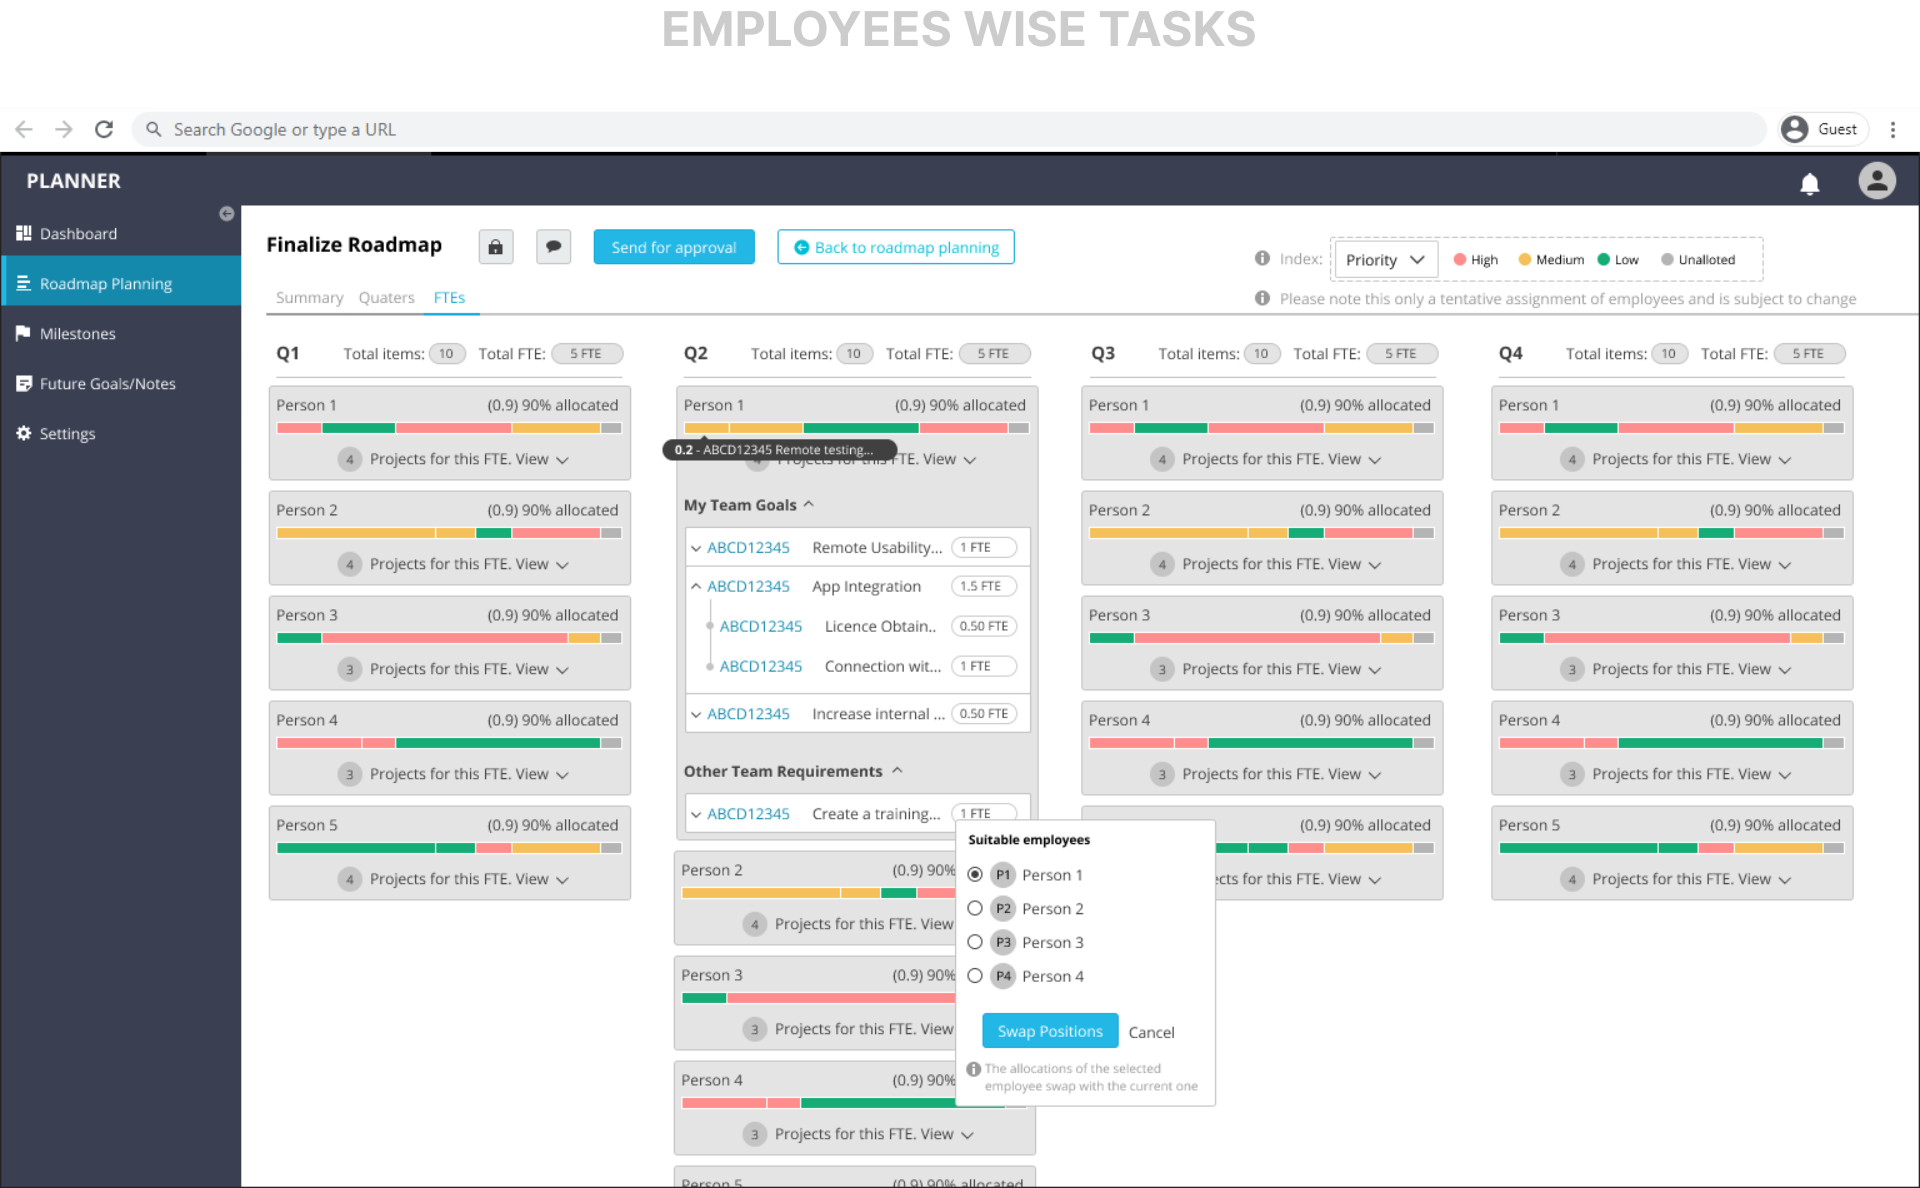 EMPLOYEES WISE TASKS
Search Google or type a URL
Guest
PLANNER
Dashboard
Roadmap Planning
Milestones
Future Goals/Notes
Settings
Finalize Roadmap
Send for approval
Back to roadmap planning
Index: Priority High Medium Low Unalloted
Summary Quaters FTEs
Please note this only a tentative assignment of employees and is subject to change
Q1 Total items: 10 Total FTE: 5 FTE
Person 1 (0.9) 90% allocated
4 Projects for this FTE. View
Person 2 (0.9) 90% allocated
4 Projects for this FTE. View
Person 3 (0.9) 90% allocated
3 Projects for this FTE. View
Person 4 (0.9) 90% allocated
3 Projects for this FTE. View
Person 5 (0.9) 90% allocated
4 Projects for this FTE. View
Q2 Total items: 10 Total FTE: 5 FTE
Person 1 (0.9) 90% allocated
0.2 - ABCD12345 Remote testing...
4 Projects for this FTE. View
My Team Goals
ABCD12345 Remote Usability... 1 FTE
ABCD12345 App Integration 1.5 FTE
ABCD12345 Licence Obtain.. 0.50 FTE
ABCD12345 Connection wit... 1 FTE
ABCD12345 Increase internal ... 0.50 FTE
Other Team Requirements
ABCD12345 Create a training... 1 FTE
Person 2 (0.9) 90%
4 Projects for this FTE. View
Person 3 (0.9) 90%
3 Projects for this FTE. View
Person 4 (0.9) 90%
3 Projects for this FTE. View
Person 5 (0.9) 90% allocated
Suitable employees
P1 Person 1
P2 Person 2
P3 Person 3
P4 Person 4
Swap Positions Cancel
The allocations of the selected
employee swap with the current one
Q3 Total items: 10 Total FTE: 5 FTE
Person 1 (0.9) 90% allocated
4 Projects for this FTE. View
Person 2 (0.9) 90% allocated
4 Projects for this FTE. View
Person 3 (0.9) 90% allocated
3 Projects for this FTE. View
Person 4 (0.9) 90% allocated
3 Projects for this FTE. View
(0.9) 90% allocated
for this FTE. View
Q4 Total items: 10 Total FTE: 5 FTE
Person 1 (0.9) 90% allocated
4 Projects for this FTE. View
Person 2 (0.9) 90% allocated
4 Projects for this FTE. View
Person 3 (0.9) 90% allocated
3 Projects for this FTE. View
Person 4 (0.9) 90% allocated
3 Projects for this FTE. View
Person 5 (0.9) 90% allocated
4 Projects for this FTE. View